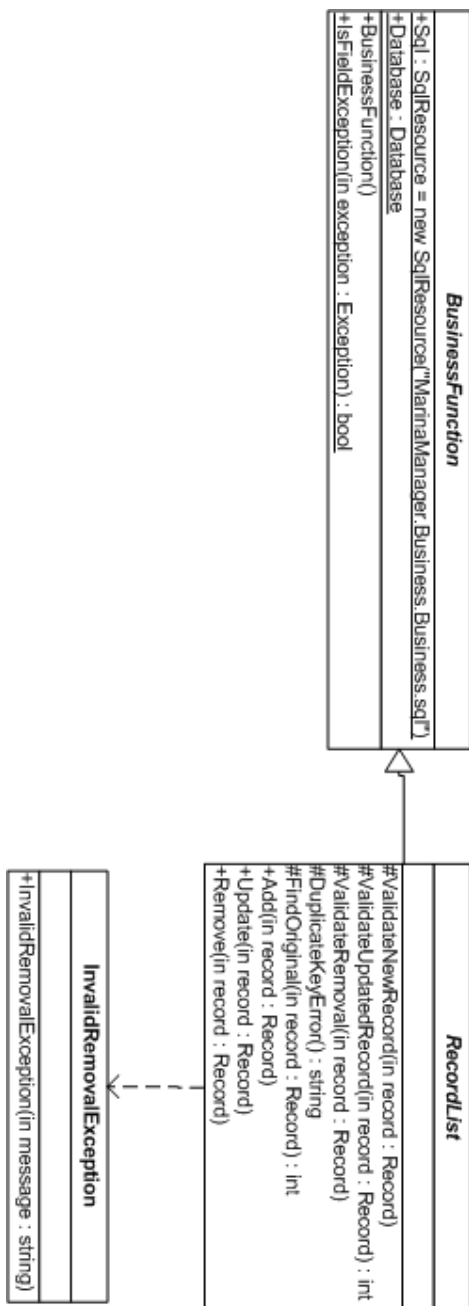 BusinessFunction
+Sql : SqlResource = new SqlResource("MarinaManager.Business.Business.sql")
+Database : Database
+BusinessFunction()
+IsFieldException(in exception : Exception) : bool
RecordList
#ValidateNewRecord(in record : Record)
#ValidateUpdatedRecord(in record : Record) : int
#ValidateRemoval(in record : Record)
#DuplicateKeyError() : string
#FindOriginal(in record : Record) : int
+Add(in record : Record)
+Update(in record : Record)
+Remove(in record : Record)
InvalidRemovalException
+InvalidRemovalException(in message : string)